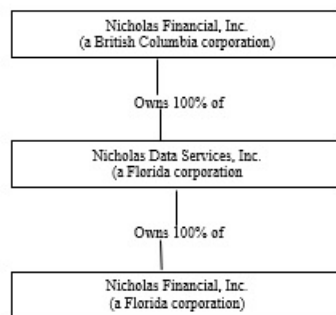 Nicholas Financial, Inc.
(a British Columbia corporation)
Owns 100% of
Nicholas Data Services, Inc.
(a Florida corporation
Owns 100% of
Nicholas Financial, Inc.
(a Florida corporation)